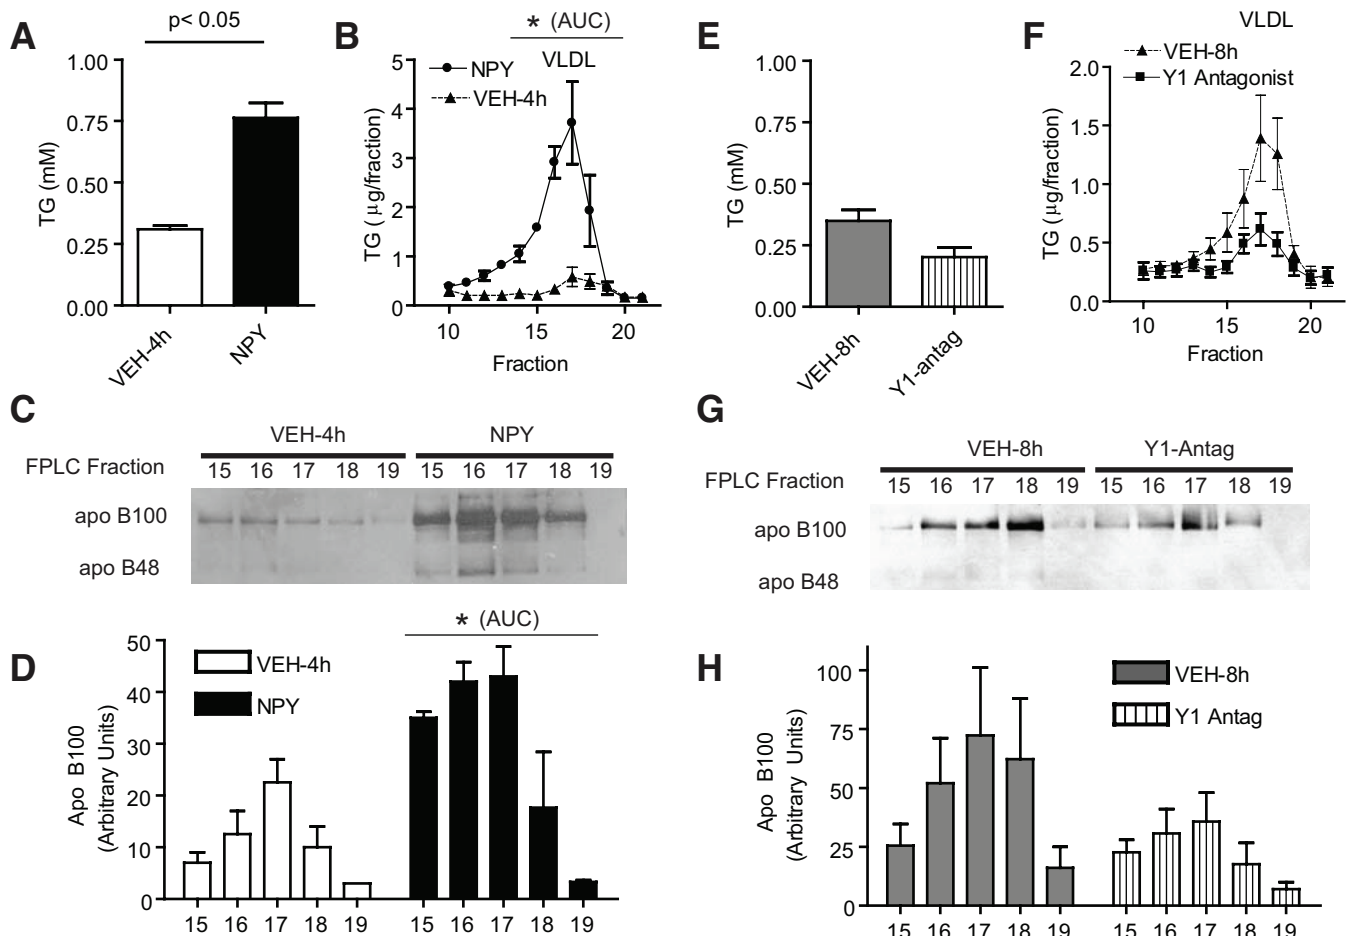 A
p< 0.05
TG (mM)
1.00
0.75
0.50
0.25
0.00
VEH-4h
NPY
B
* (AUC)
VLDL
NPY
VEH-4h
TG ( µg/fraction)
5
4
3
2
1
0
10 15 20
Fraction
E
TG (mM)
1.00
0.75
0.50
0.25
0.00
VEH-8h
Y1-antag
F
VLDL
VEH-8h
Y1 Antagonist
TG (µg/fraction)
2.0
1.5
1.0
0.5
0.0
10 15 20
Fraction
C
VEH-4h NPY
FPLC Fraction 15 16 17 18 19 15 16 17 18 19
apo B100
apo B48
G
VEH-8h Y1-Antag
FPLC Fraction 15 16 17 18 19 15 16 17 18 19
apo B100
apo B48
D
* (AUC)
VEH-4h
NPY
Apo B100
(Arbitrary Units)
50
40
30
20
10
0
15 16 17 18 19 15 16 17 18 19
H
VEH-8h
Y1 Antag
Apo B100
(Arbitrary Units)
100
75
50
25
0
15 16 17 18 19 15 16 17 18 19